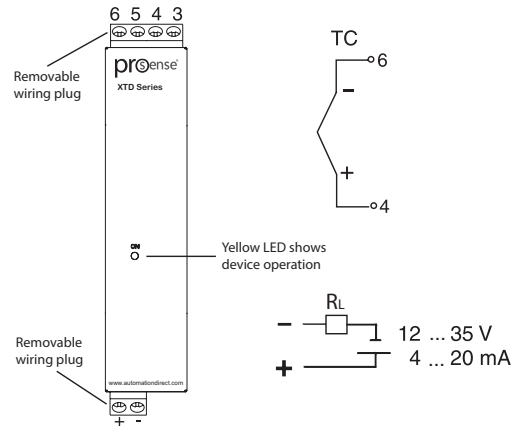 6 5 4 3
Removable
wiring plug
prosense
XTD Series
ON
Yellow LED shows
device operation
Removable
wiring plug
www.automationdirect.com
+ -
TC
6
-
+
4
RL
- 12 ... 35 V
+ 4 ... 20 mA